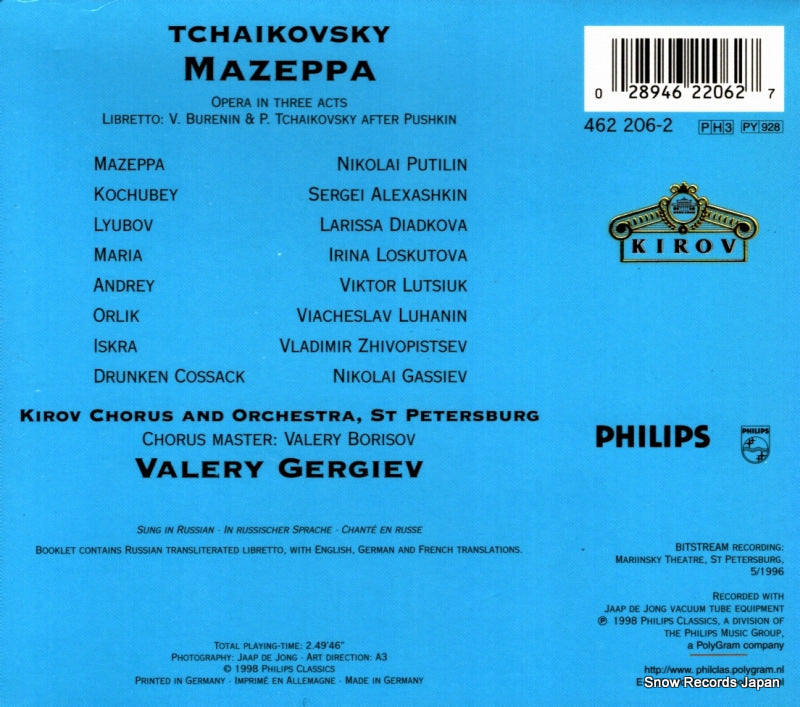 TCHAIKOVSKY
MAZEPPA
OPERA IN THREE ACTS
LIBRETTO: V. BURENIN & P. TCHAIKOVSKY AFTER PUSHKIN
MAZEPPA NIKOLAI PUTILIN
KOCHUBEY SERGEI ALEXASHKIN
LYUBOV LARISSA DIADKOVA
MARIA IRINA LOSKUTOVA
ANDREY VIKTOR LUTSIUK
ORLIK VIACHESLAV LUHANIN
ISKRA VLADIMIR ZHIVOPISTSEV
DRUNKEN COSSACK NIKOLAI GASSIEV
KIROV CHORUS AND ORCHESTRA, ST PETERSBURG
CHORUS MASTER: VALERY BORISOV
VALERY GERGIEV
SUNG IN RUSSIAN · IN RUSSISCHER SPRACHE · CHANTÉ EN RUSSE
BOOKLET CONTAINS RUSSIAN TRANSLITERATED LIBRETTO, WITH ENGLISH, GERMAN AND FRENCH TRANSLATIONS.
TOTAL PLAYING-TIME: 2.49'46"
PHOTOGRAPHY: JAAP DE JONG · ART DIRECTION: A3
© 1998 PHILIPS CLASSICS
PRINTED IN GERMANY · IMPRIMÉ EN ALLEMAGNE · MADE IN GERMANY
0 28946 22062 7
462 206-2 PH3 PY 928
KIROV
PHILIPS
PHILIPS
BITSTREAM RECORDING:
MARIINSKY THEATRE, ST PETERSBURG,
5/1996
RECORDED WITH
JAAP DE JONG VACUUM TUBE EQUIPMENT
℗ 1998 PHILIPS CLASSICS, A DIVISION OF
THE PHILIPS MUSIC GROUP,
a PolyGram company
http://www. philclas.polygram.nl
Snow Records Japan